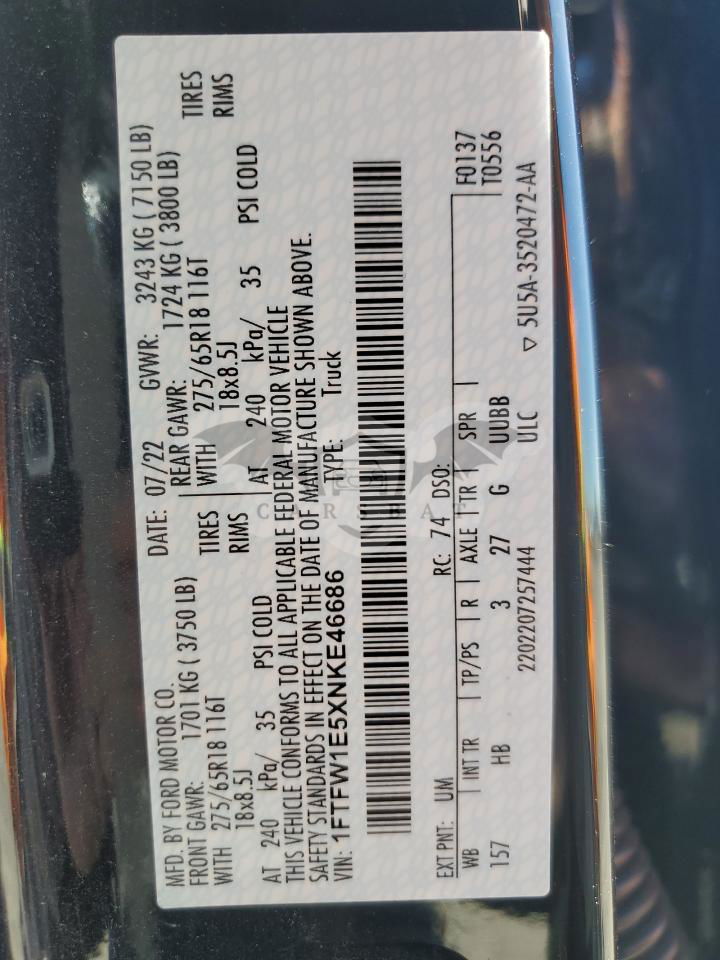 MFD. BY FORD MOTOR CO. DATE: 07/22 GVWR: 3243 KG ( 7150 LB)
FRONT GAWR: 1701 KG ( 3750 LB) REAR GAWR: 1724 KG ( 3800 LB)
WITH 275/65R18 116T TIRES WITH 275/65R18 116T TIRES
18x8.5J RIMS 18x8.5J RIMS
AT 240 kPa/ 35 PSI COLD AT 240 kPa/ 35 PSI COLD
THIS VEHICLE CONFORMS TO ALL APPLICABLE FEDERAL MOTOR VEHICLE
SAFETY STANDARDS IN EFFECT ON THE DATE OF MANUFACTURE SHOWN ABOVE.
VIN: 1FTFW1E5XNKE46686 TYPE: Truck
CARSBAT
EXT PNT: UM RC: 74 DSO: F0137
WB INT TR TP/PS R AXLE TR SPR T0556
157 HB 3 27 G UUBB
2202207257444 ULC ▽ 5U5A-3520472-AA